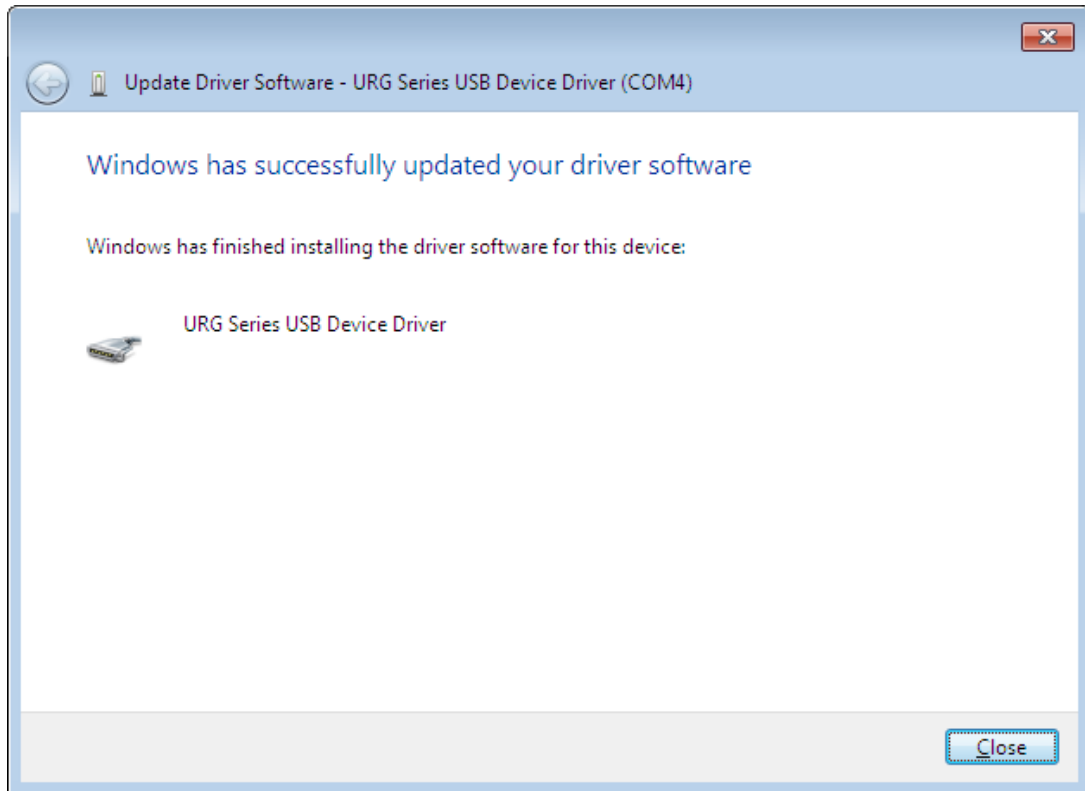 Update Driver Software - URG Series USB Device Driver (COM4)
Windows has successfully updated your driver software
Windows has finished installing the driver software for this device:
URG Series USB Device Driver
Close